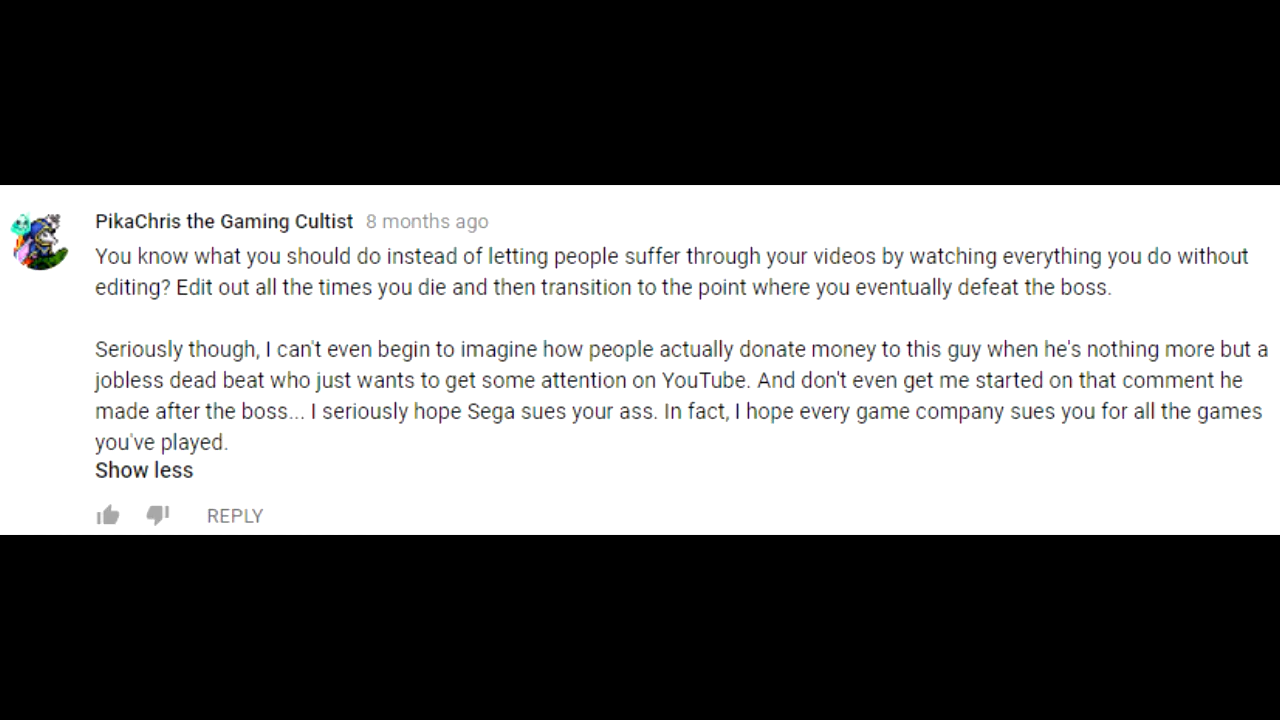 PikaChris the Gaming Cultist 8 months ago
You know what you should do instead of letting people suffer through your videos by watching everything you do without
editing? Edit out all the times you die and then transition to the point where you eventually defeat the boss.
Seriously though, I can't even begin to imagine how people actually donate money to this guy when he's nothing more but a
jobless dead beat who just wants to get some attention on YouTube. And don't even get me started on that comment he
made after the boss... I seriously hope Sega sues your ass. In fact, I hope every game company sues you for all the games
you've played.
Show less
REPLY